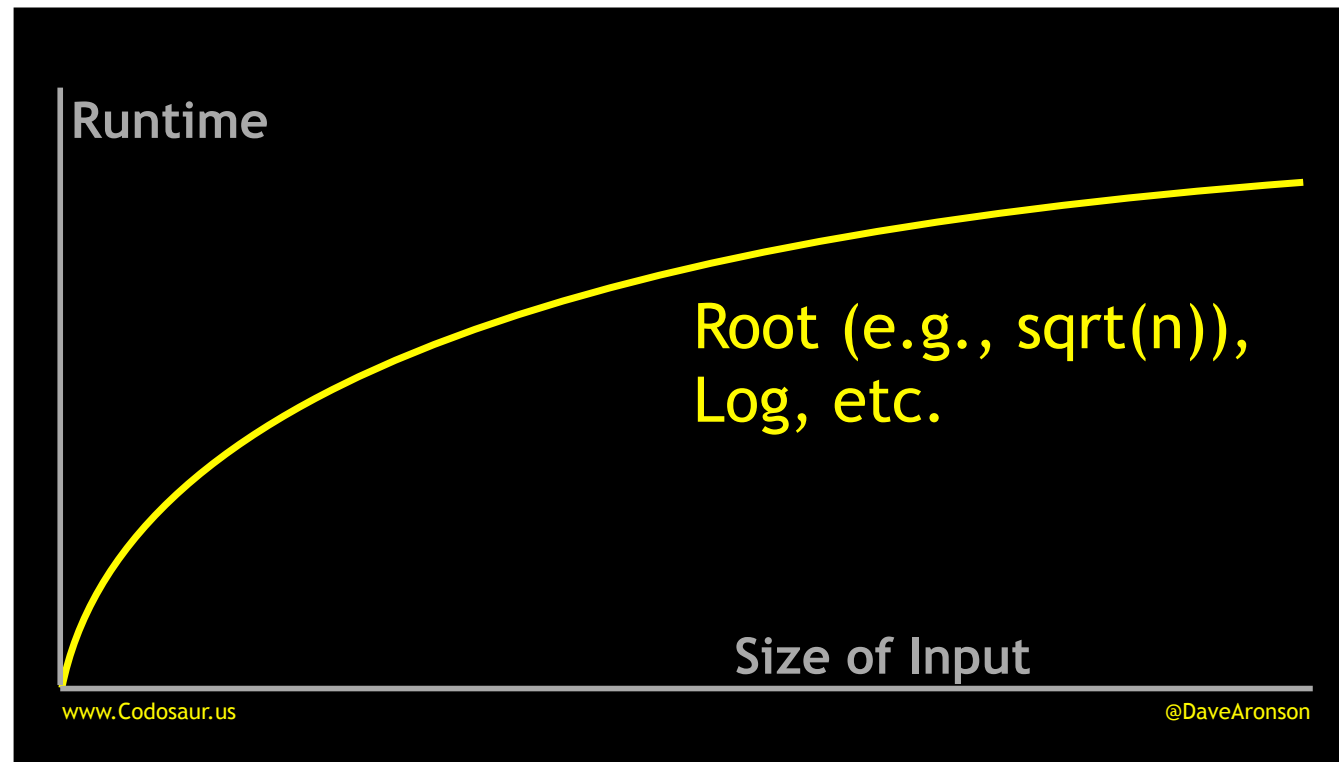 Runtime
Root (e.g., sqrt(n)),
Log, etc.
Size of Input
www.Codosaur.us
@DaveAronson